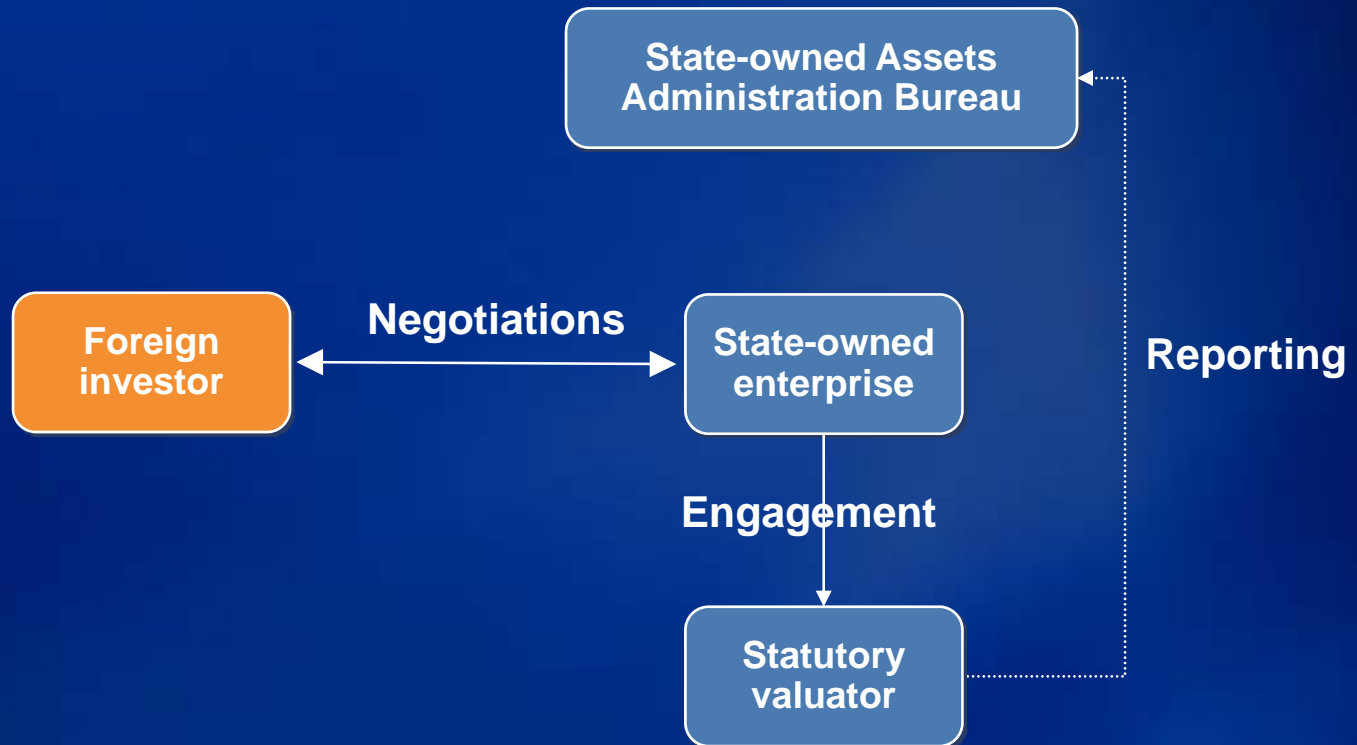 State-owned Assets
Administration Bureau
Negotiations
Foreign
investor
State-owned
enterprise
Reporting
Engagement
Statutory
valuator